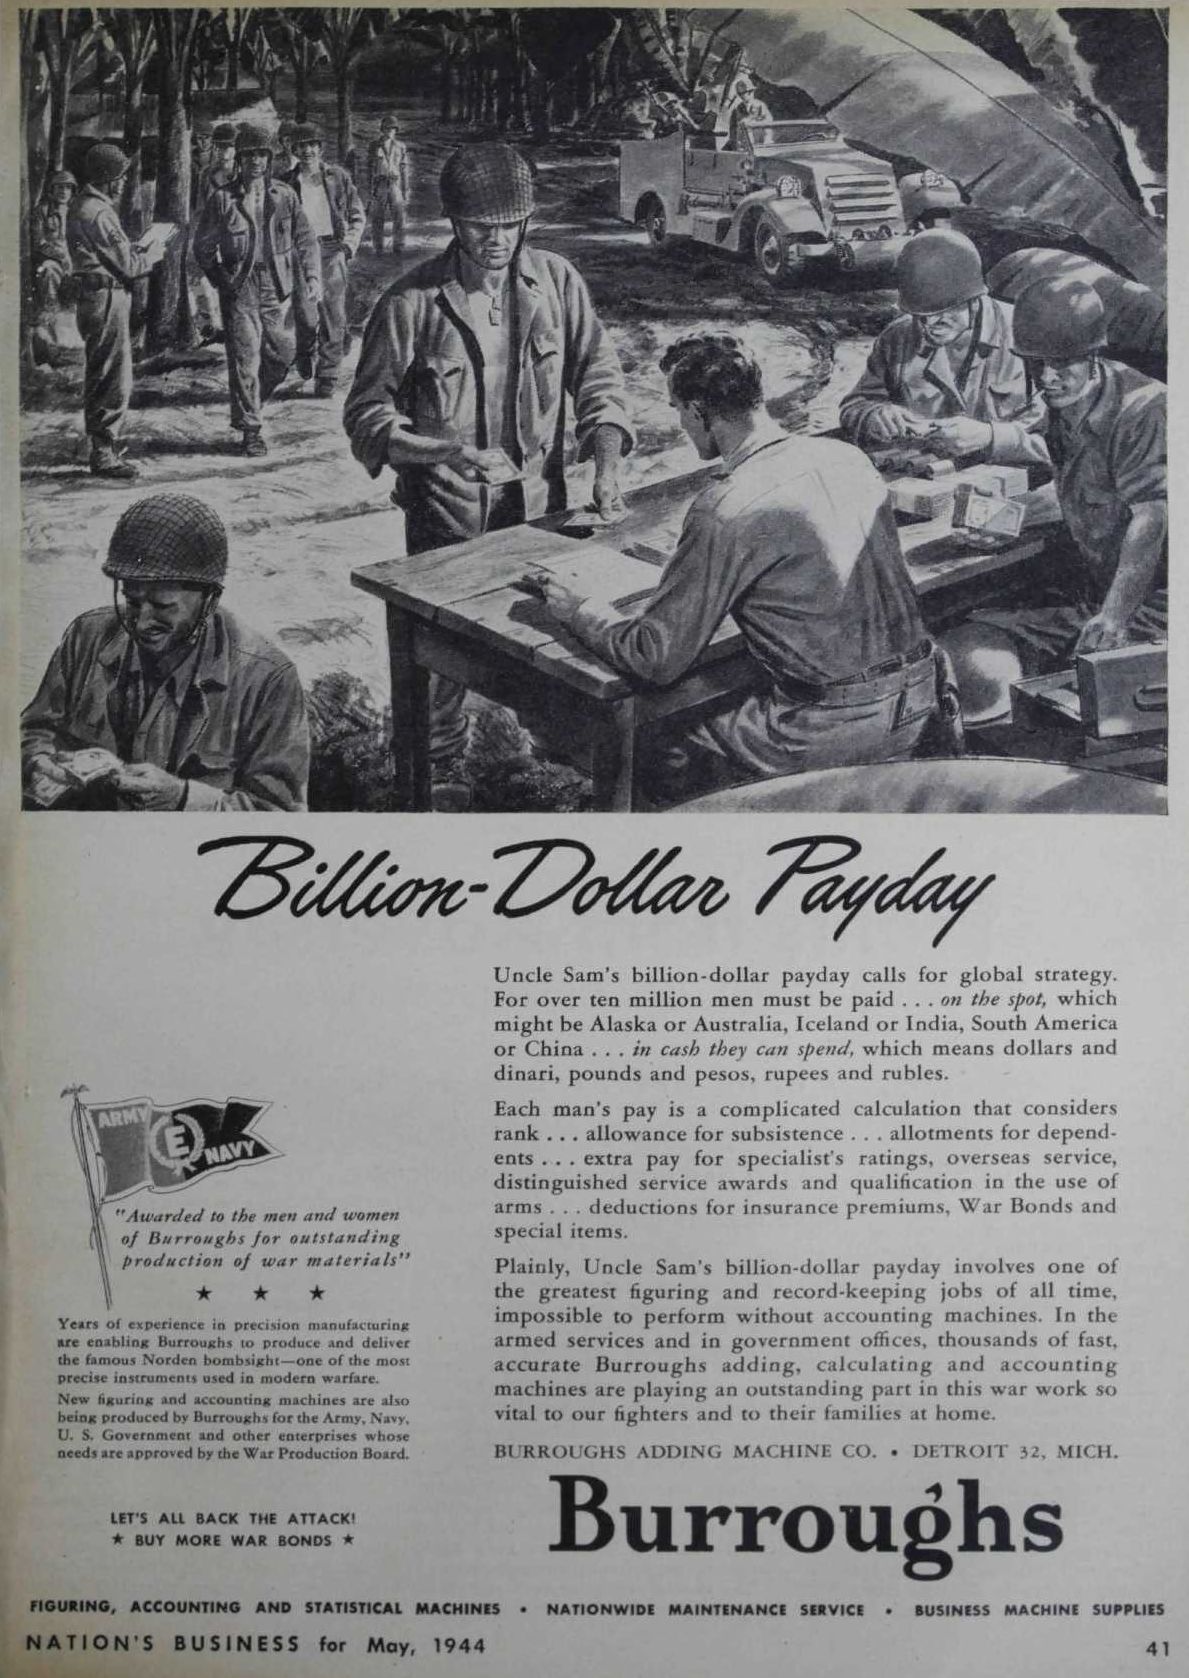 Billion-Dollar Payday
Uncle Sam's billion-dollar payday calls for global strategy.
For over ten million men must be paid . . . on the spot, which
might be Alaska or Australia, Iceland or India, South America
or China . . . in cash they can spend, which means dollars and
dinari, pounds and pesos, rupees and rubles.
Each man's pay is a complicated calculation that considers
rank . . . allowance for subsistence . . . allotments for depend-
ents . . . extra pay for specialist's ratings, overseas service,
distinguished service awards and qualification in the use of
arms . . . deductions for insurance premiums, War Bonds and
special items.
Plainly, Uncle Sam's billion-dollar payday involves one of
the greatest figuring and record-keeping jobs of all time,
impossible to perform without accounting machines. In the
armed services and in government offices, thousands of fast,
accurate Burroughs adding, calculating and accounting
machines are playing an outstanding part in this war work so
vital to our fighters and to their families at home.
BURROUGHS ADDING MACHINE CO. • DETROIT 32, MICH.
Burroughs
ARMY
E
NAVY
"Awarded to the men and women
of Burroughs for outstanding
production of war materials"
★ ★ ★
Years of experience in precision manufacturing
are enabling Burroughs to produce and deliver
the famous Norden bombsight—one of the most
precise instruments used in modern warfare.
New figuring and accounting machines are also
being produced by Burroughs for the Army, Navy,
U. S. Government and other enterprises whose
needs are approved by the War Production Board.
LET'S ALL BACK THE ATTACK!
★ BUY MORE WAR BONDS ★
FIGURING, ACCOUNTING AND STATISTICAL MACHINES • NATIONWIDE MAINTENANCE SERVICE • BUSINESS MACHINE SUPPLIES
NATION'S BUSINESS for May, 1944
41